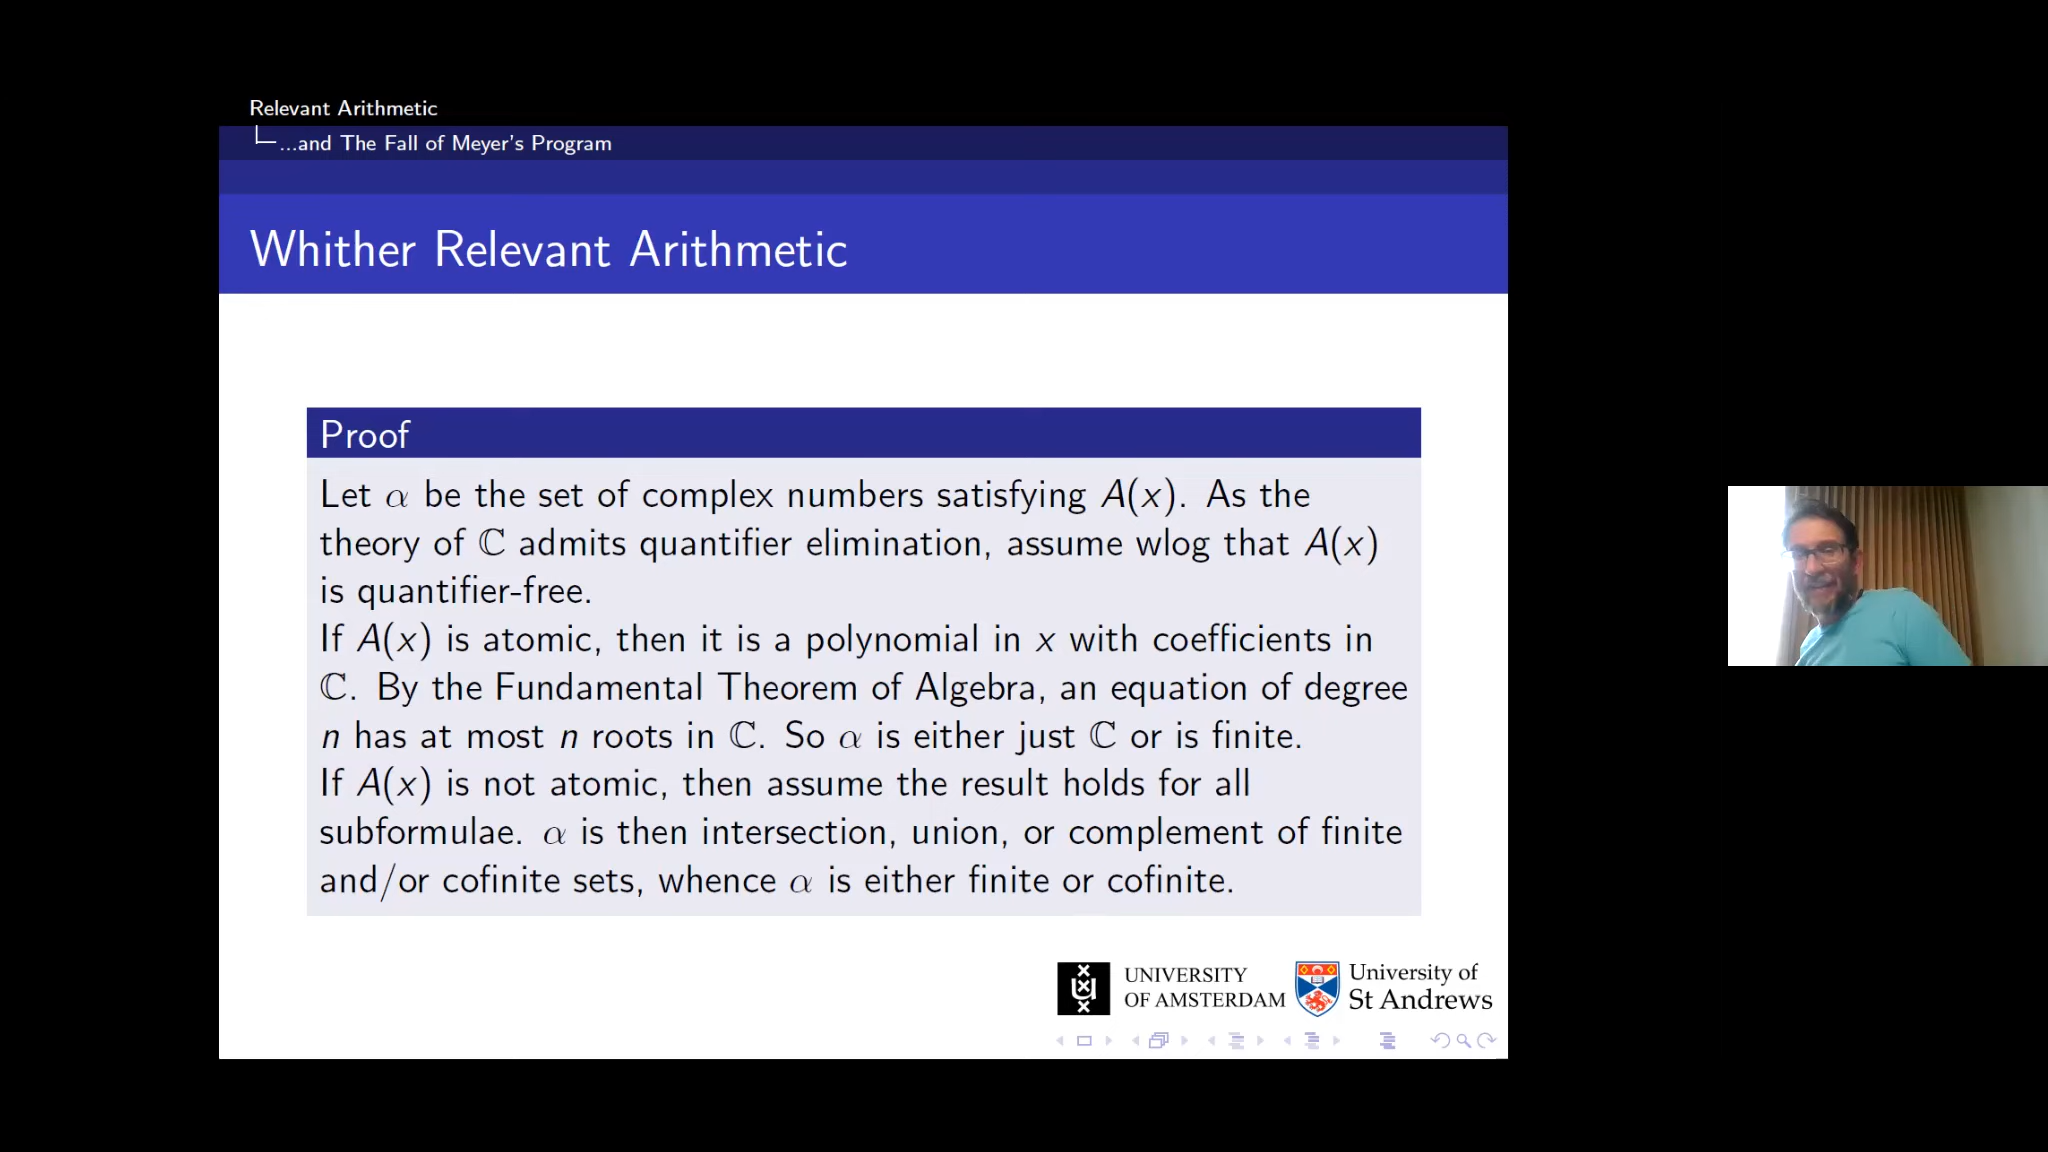 Relevant Arithmetic
...and The Fall of Meyer's Program
Whither Relevant Arithmetic
Proof
Let α be the set of complex numbers satisfying A(x). As the
theory of ℂ admits quantifier elimination, assume wlog that A(x)
is quantifier-free.
If A(x) is atomic, then it is a polynomial in x with coefficients in
ℂ. By the Fundamental Theorem of Algebra, an equation of degree
n has at most n roots in ℂ. So α is either just ℂ or is finite.
If A(x) is not atomic, then assume the result holds for all
subformulae. α is then intersection, union, or complement of finite
and/or cofinite sets, whence α is either finite or cofinite.
UNIVERSITY
OF AMSTERDAM
University of
St Andrews